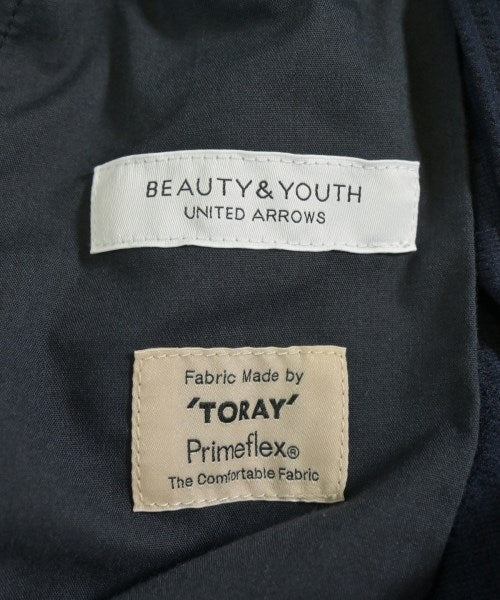 BEAUTY & YOUTH
UNITED ARROWS
Fabric Made by
'TORAY'
Primeflex®
The Comfortable Fabric